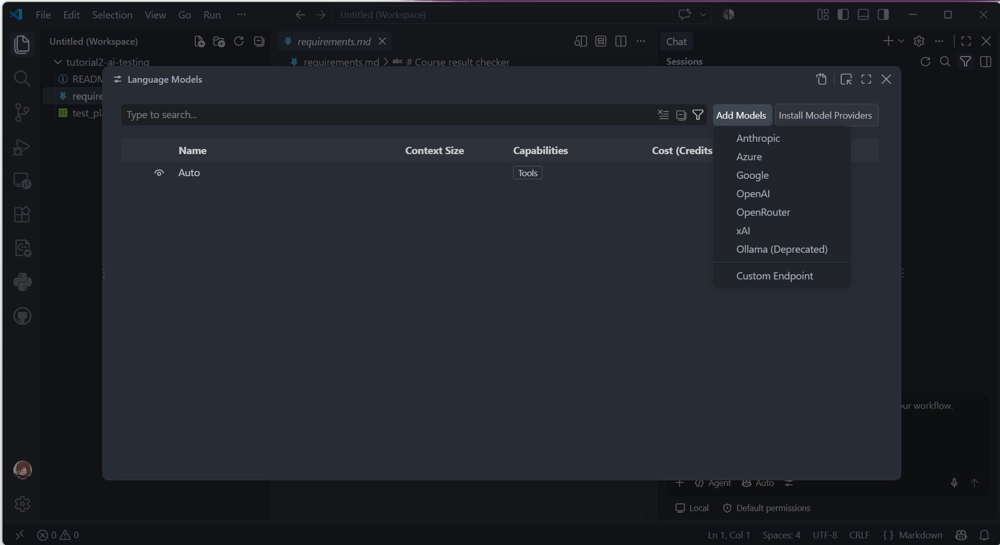 File Edit Selection View Go Run ···
Untitled (Workspace)
Untitled (Workspace)
requirements.md
Chat
tutorial2-ai-testing
requirements.md > abc # Course result checker
Sessions
READM
Language Models
require
test_pla
Type to search...
Add Models
Install Model Providers
Anthropic
Azure
Google
OpenAI
OpenRouter
xAI
Ollama (Deprecated)
Custom Endpoint
Name Context Size Capabilities Cost (Credits
Auto Tools
our workflow.
Agent Auto
Local Default permissions
0 0
Ln 1, Col 1 Spaces: 4 UTF-8 CRLF { } Markdown